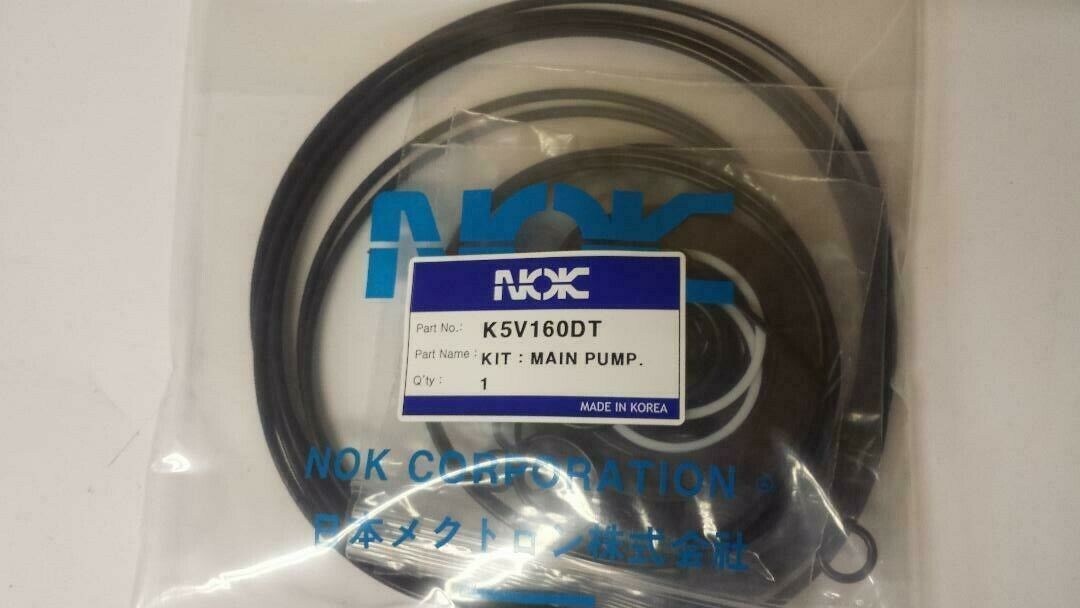 NOK
NOK
Part No.: K5V160DT
Part Name : KIT : MAIN PUMP.
Q'ty : 1
MADE IN KOREA
NOK CORPORATION
日本メクトロン株式会社